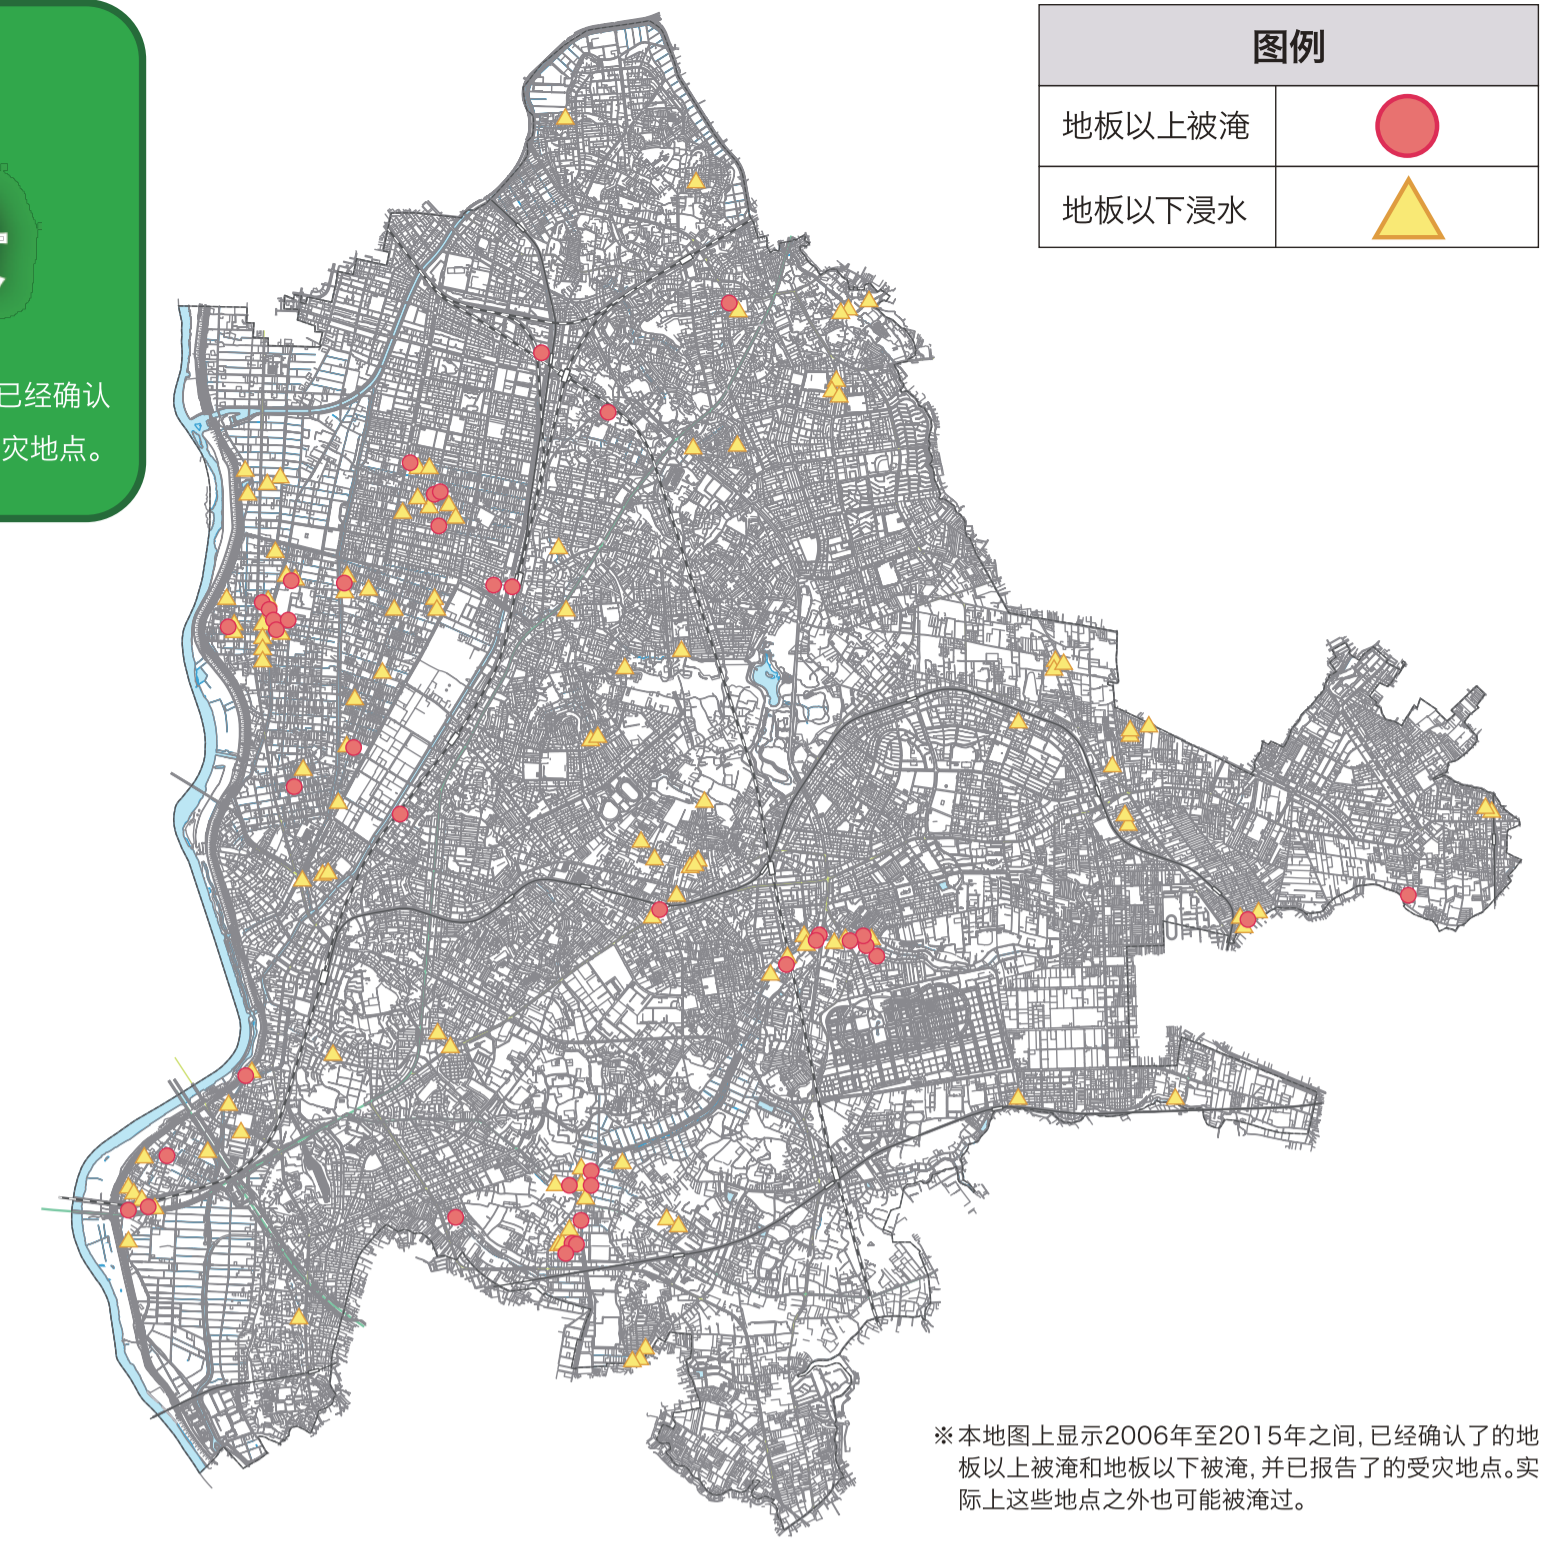 图例
地板以上被淹
地板以下浸水
已经确认
灾地点。
※本地图上显示2006年至2015年之间,已经确认了的地
板以上被淹和地板以下被淹,并已报告了的受灾地点。实
际上这些地点之外也可能被淹过。